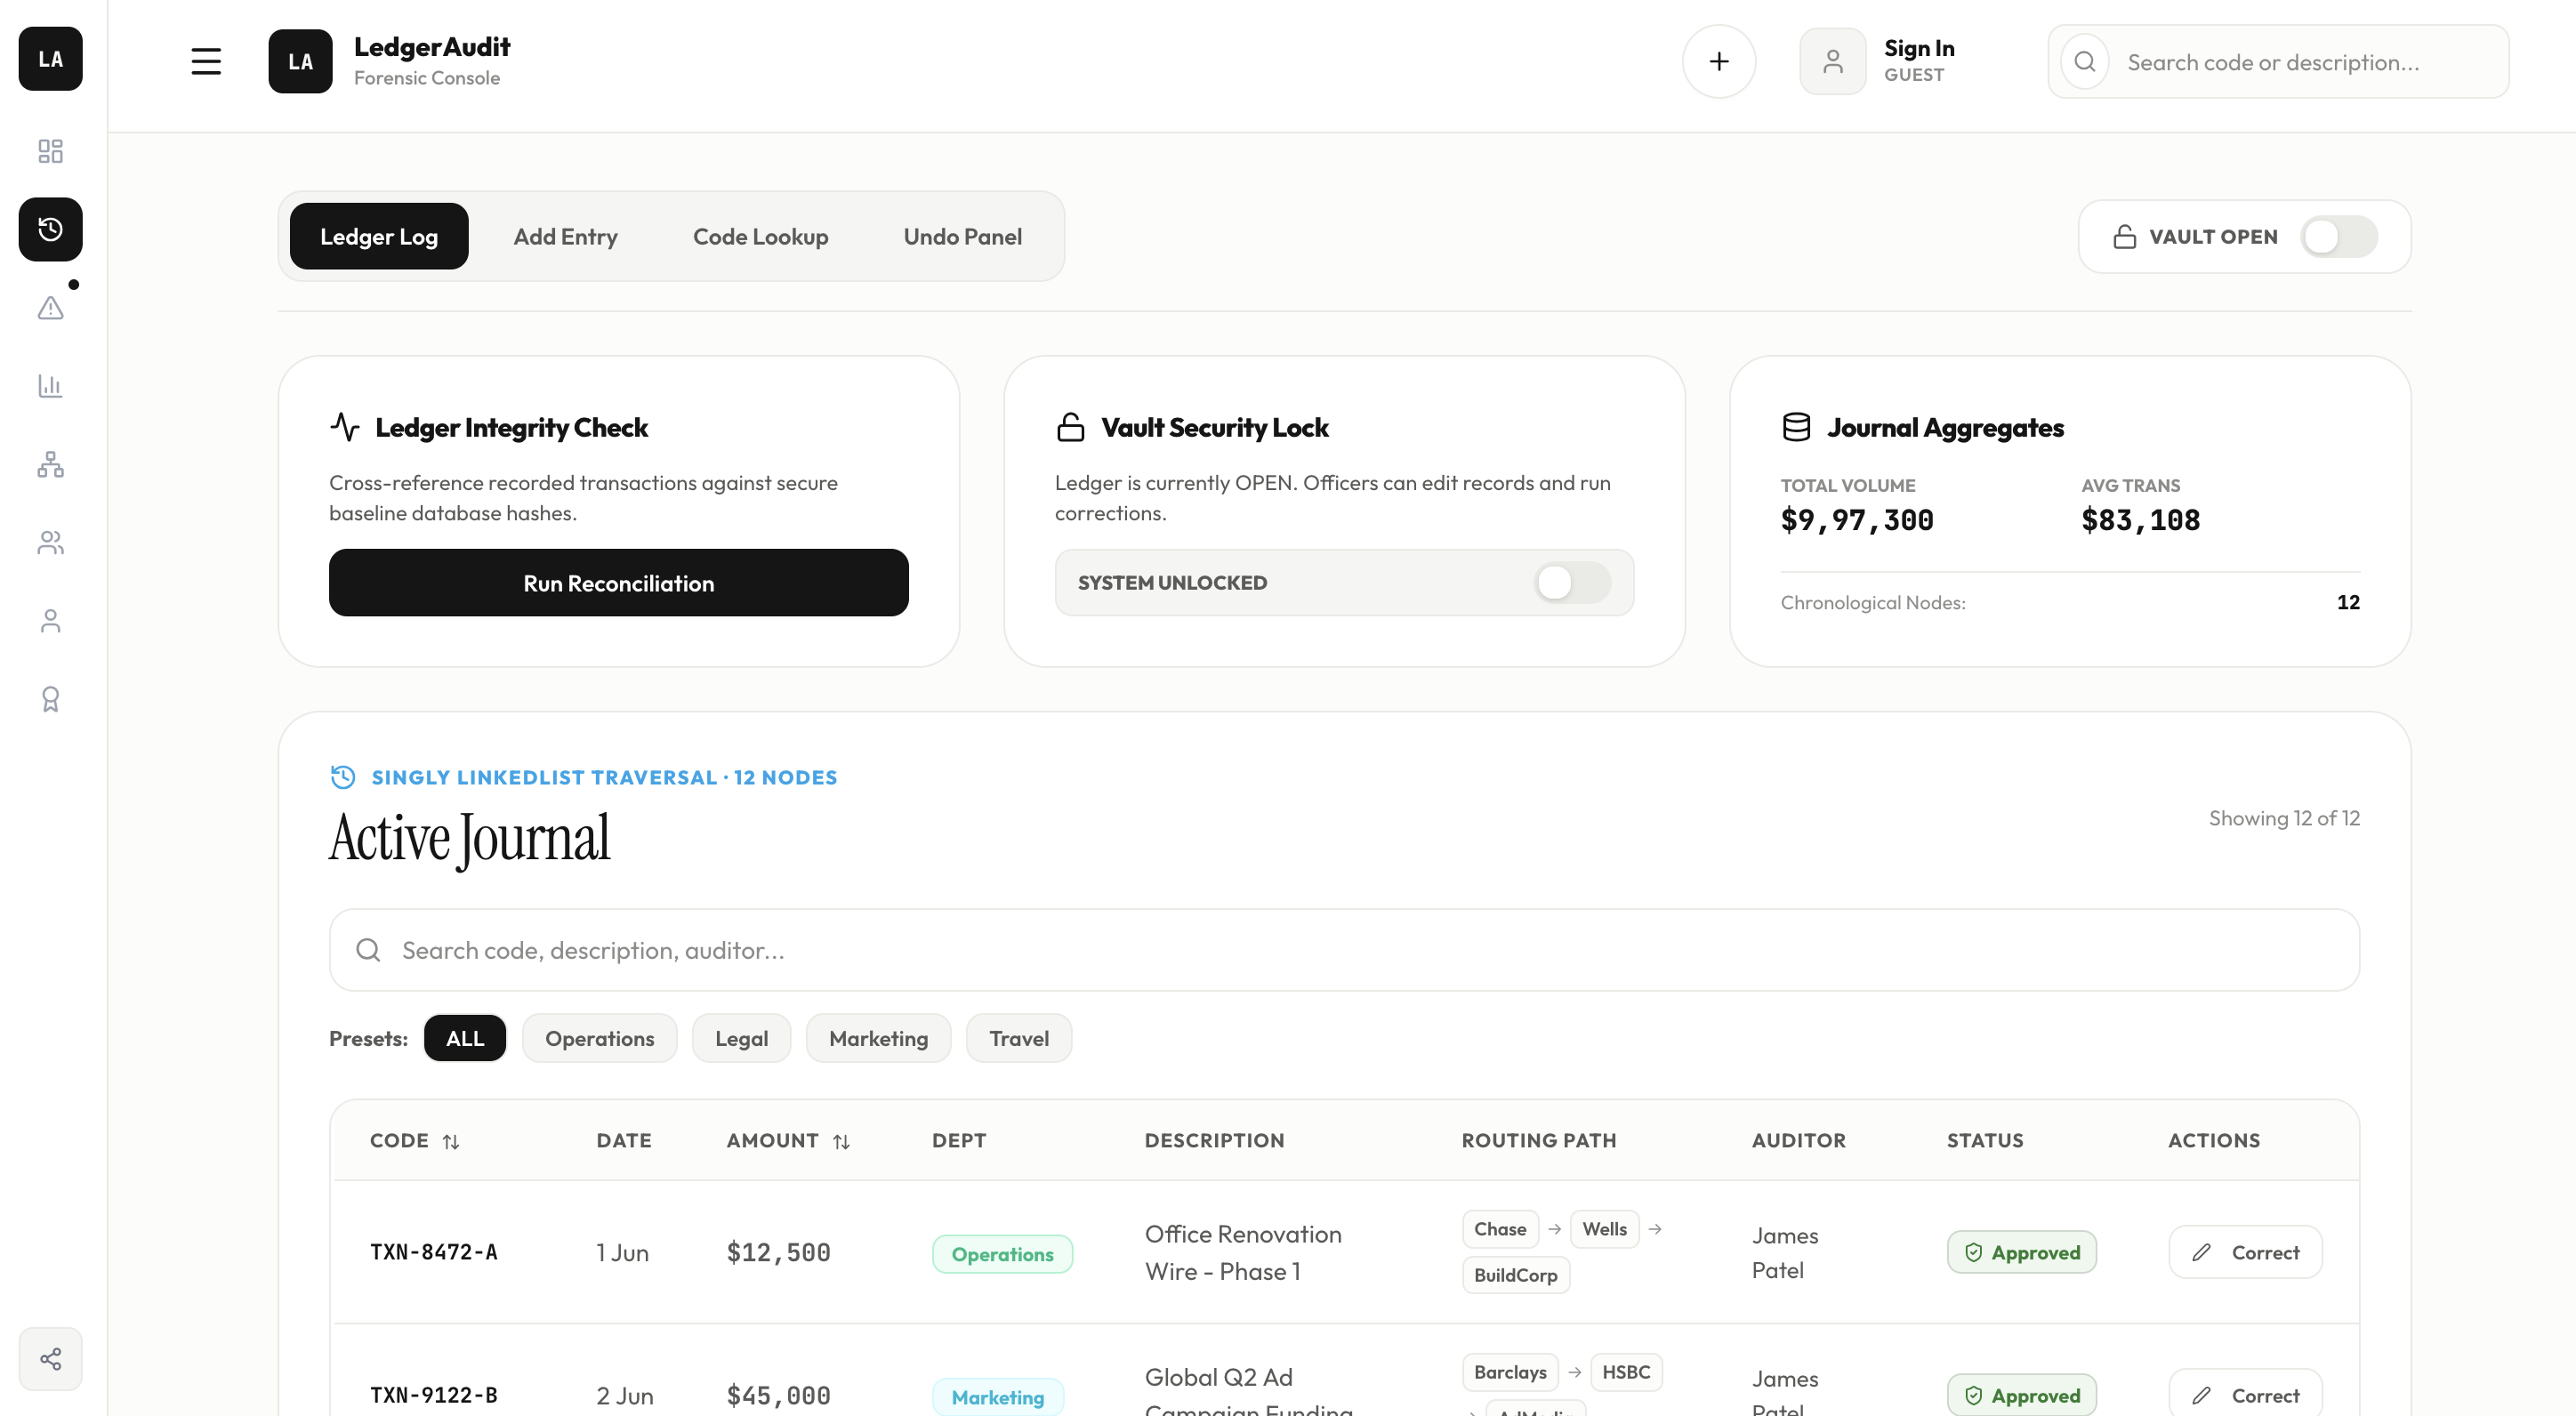 LA
LA
LedgerAudit
Forensic Console
Sign In
GUEST
Search code or description...
Ledger Log
Add Entry
Code Lookup
Undo Panel
VAULT OPEN
Ledger Integrity Check
Cross-reference recorded transactions against secure
baseline database hashes.
Run Reconciliation
Vault Security Lock
Ledger is currently OPEN. Officers can edit records and run
corrections.
SYSTEM UNLOCKED
Journal Aggregates
TOTAL VOLUME
$9,97,300
AVG TRANS
$83,108
Chronological Nodes:
12
SINGLY LINKEDLIST TRAVERSAL · 12 NODES
Active Journal
Showing 12 of 12
Search code, description, auditor...
Presets:
ALL
Operations
Legal
Marketing
Travel
CODE
DATE
AMOUNT
DEPT
DESCRIPTION
ROUTING PATH
AUDITOR
STATUS
ACTIONS
TXN-8472-A
1 Jun
$12,500
Operations
Office Renovation
Wire - Phase 1
Chase → Wells →
BuildCorp
James
Patel
Approved
Correct
TXN-9122-B
2 Jun
$45,000
Marketing
Global Q2 Ad
Campaign Funding
Barclays → HSBC
→ AdMedia
James
Patel
Approved
Correct